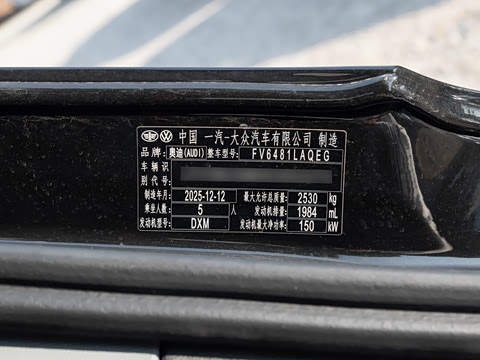 中国 一汽-大众汽车有限公司 制造
品牌: 奥迪(AUDI) 整车型号: FV6481LAQEG
车辆识别代号:
制造年月 2025-12-12 最大允许总质量: 2530 kg
乘坐人数: 5 人 发动机排量: 1984 mL
发动机型号: DXM 发动机最大净功率: 150 kW